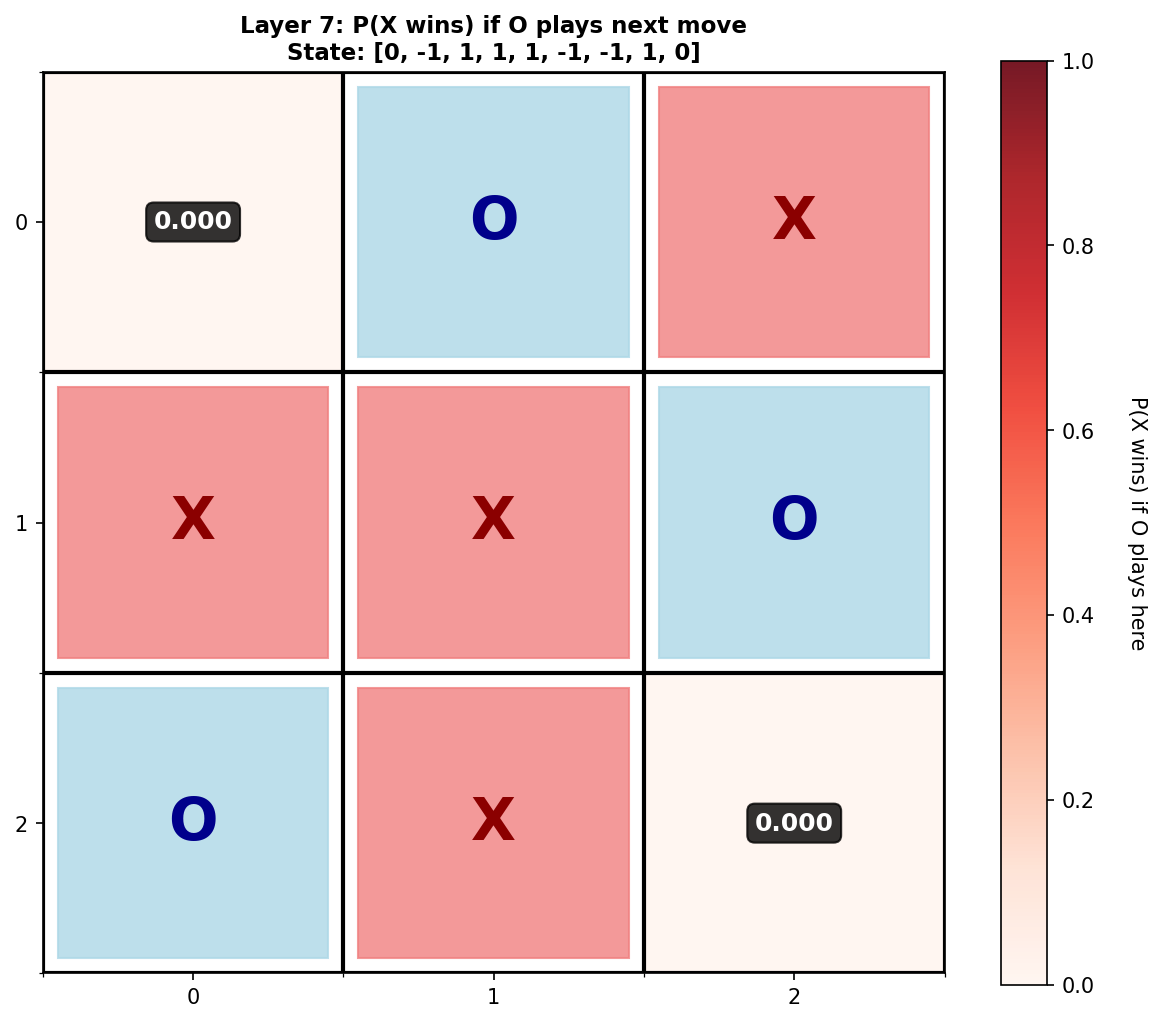 Layer 7: P(X wins) if O plays next move
State: [0, -1, 1, 1, 1, -1, -1, 1, 0]
0
0.000
O
X
1
X
X
O
2
O
X
0.000
0
1
2
1.0
0.8
0.6
0.4
0.2
0.0
P(X wins) if O plays here